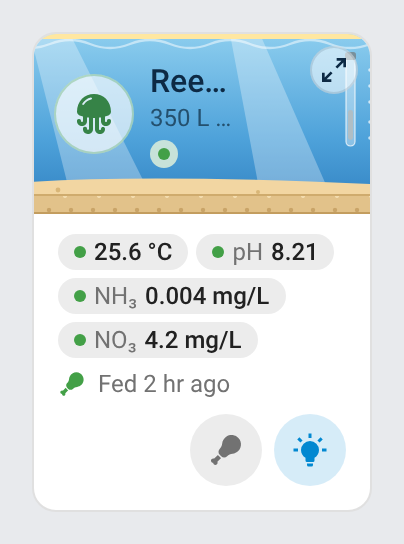 Ree...
350 L ...
25.6 °C
pH 8.21
NH₃ 0.004 mg/L
NO₃ 4.2 mg/L
Fed 2 hr ago